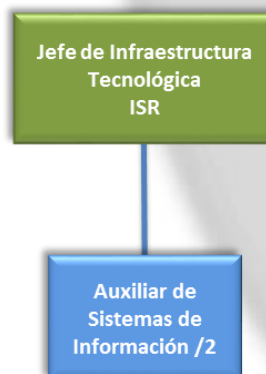 Jefe de Infraestructura
Tecnológica
ISR
Auxiliar de
Sistemas de
Información /2